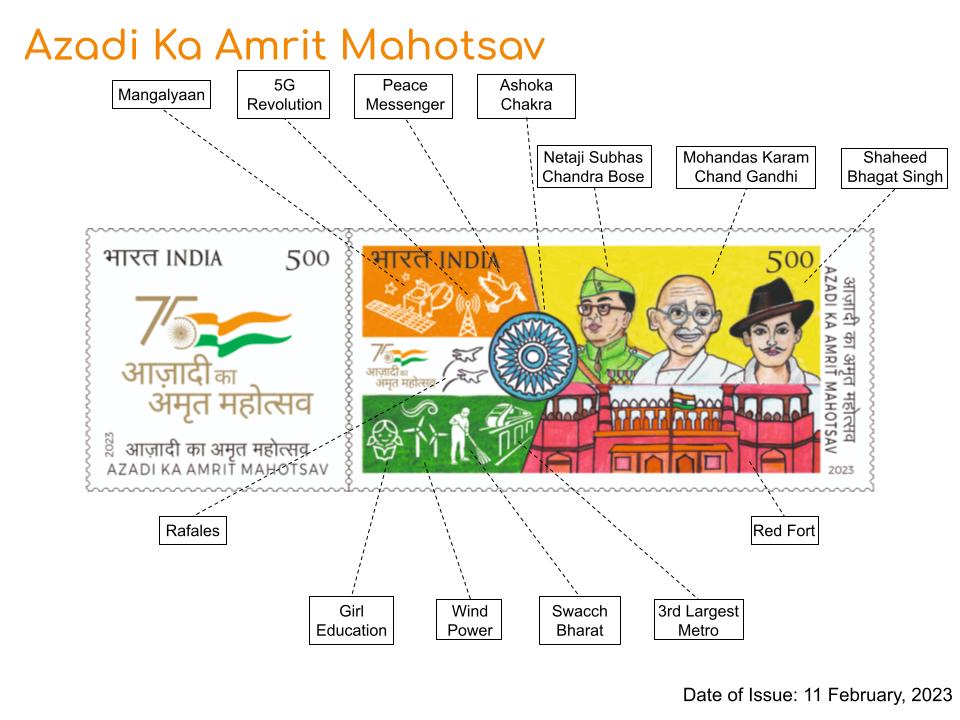 Azadi Ka Amrit Mahotsav
Mangalyaan
5G
Revolution
Peace
Messenger
Ashoka
Chakra
Netaji Subhas
Chandra Bose
Mohandas Karam
Chand Gandhi
Shaheed
Bhagat Singh
भारत INDIA
500
75
आज़ादी का
अमृत महोत्सव
2023
आज़ादी का अमृत महोत्सव
AZADI KA AMRIT MAHOTSAV
भारत INDIA
500
75
आज़ादी का
अमृत महोत्सव
आज़ादी का अमृत महोत्सव
AZADI KA AMRIT MAHOTSAV
2023
Rafales
Red Fort
Girl
Education
Wind
Power
Swacch
Bharat
3rd Largest
Metro
Date of Issue: 11 February, 2023